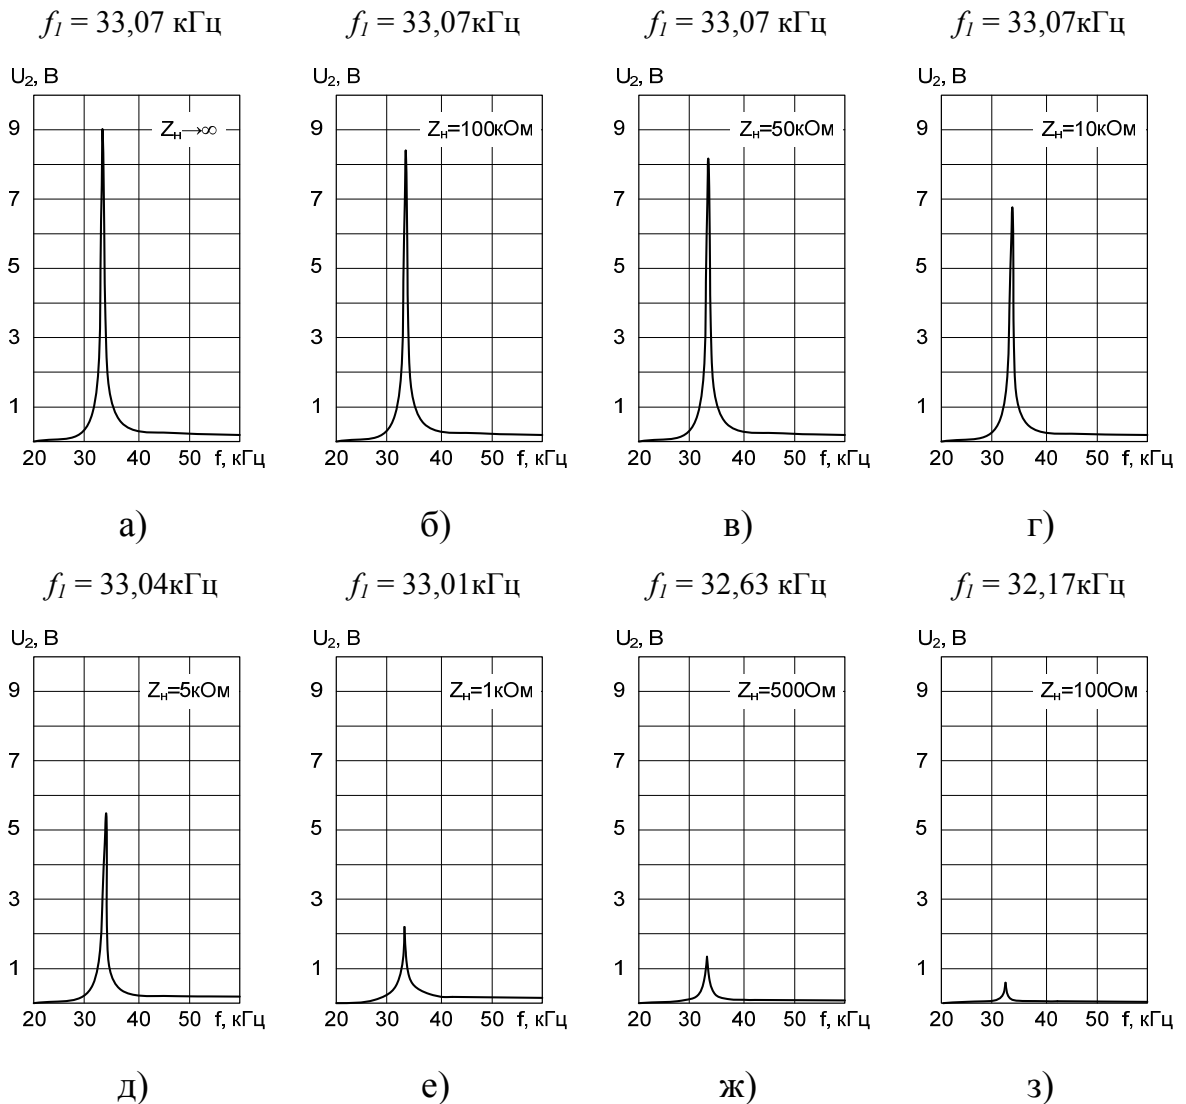 f1 = 33,07 кГц
f1 = 33,07кГц
f1 = 33,07 кГц
f1 = 33,07кГц
U2, В
U2, В
U2, В
U2, В
Zн→∞
Zн=100кОм
Zн=50кОм
Zн=10кОм
9
9
9
9
7
7
7
7
5
5
5
5
3
3
3
3
1
1
1
1
20 30 40 50 f, кГц
20 30 40 50 f, кГц
20 30 40 50 f, кГц
20 30 40 50 f, кГц
а)
б)
в)
г)
f1 = 33,04кГц
f1 = 33,01кГц
f1 = 32,63 кГц
f1 = 32,17кГц
U2, В
U2, В
U2, В
U2, В
Zн=5кОм
Zн=1кОм
Zн=500Ом
Zн=100Ом
9
9
9
9
7
7
7
7
5
5
5
5
3
3
3
3
1
1
1
1
20 30 40 50 f, кГц
20 30 40 50 f, кГц
20 30 40 50 f, кГц
20 30 40 50 f, кГц
д)
е)
ж)
з)